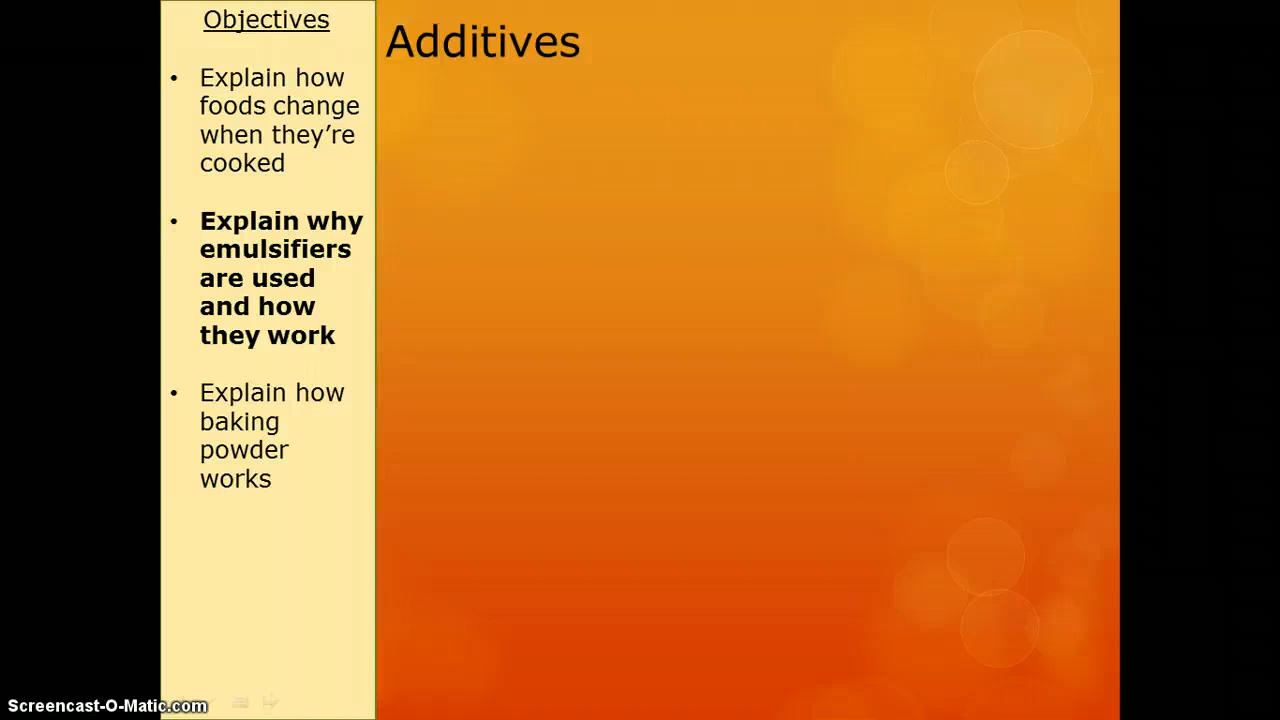 Objectives
• Explain how
foods change
when they’re
cooked
• Explain why
emulsifiers
are used
and how
they work
• Explain how
baking
powder
works
Additives
Screencast-O-Matic.com